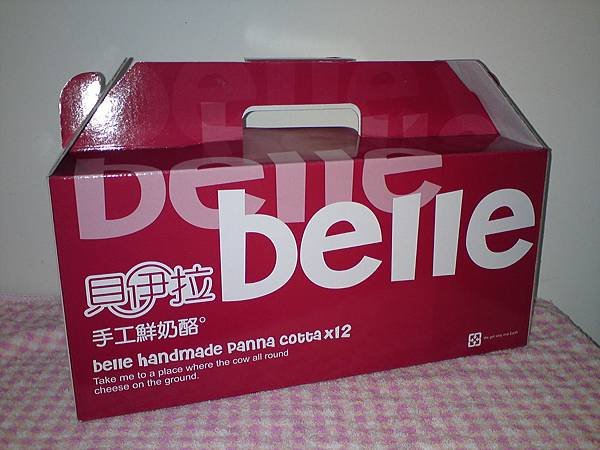 belle
belle
belle
貝伊拉
手工鮮奶酪
belle handmade panna cotta x12
Take me to a place where the cow all round
cheese on the ground.